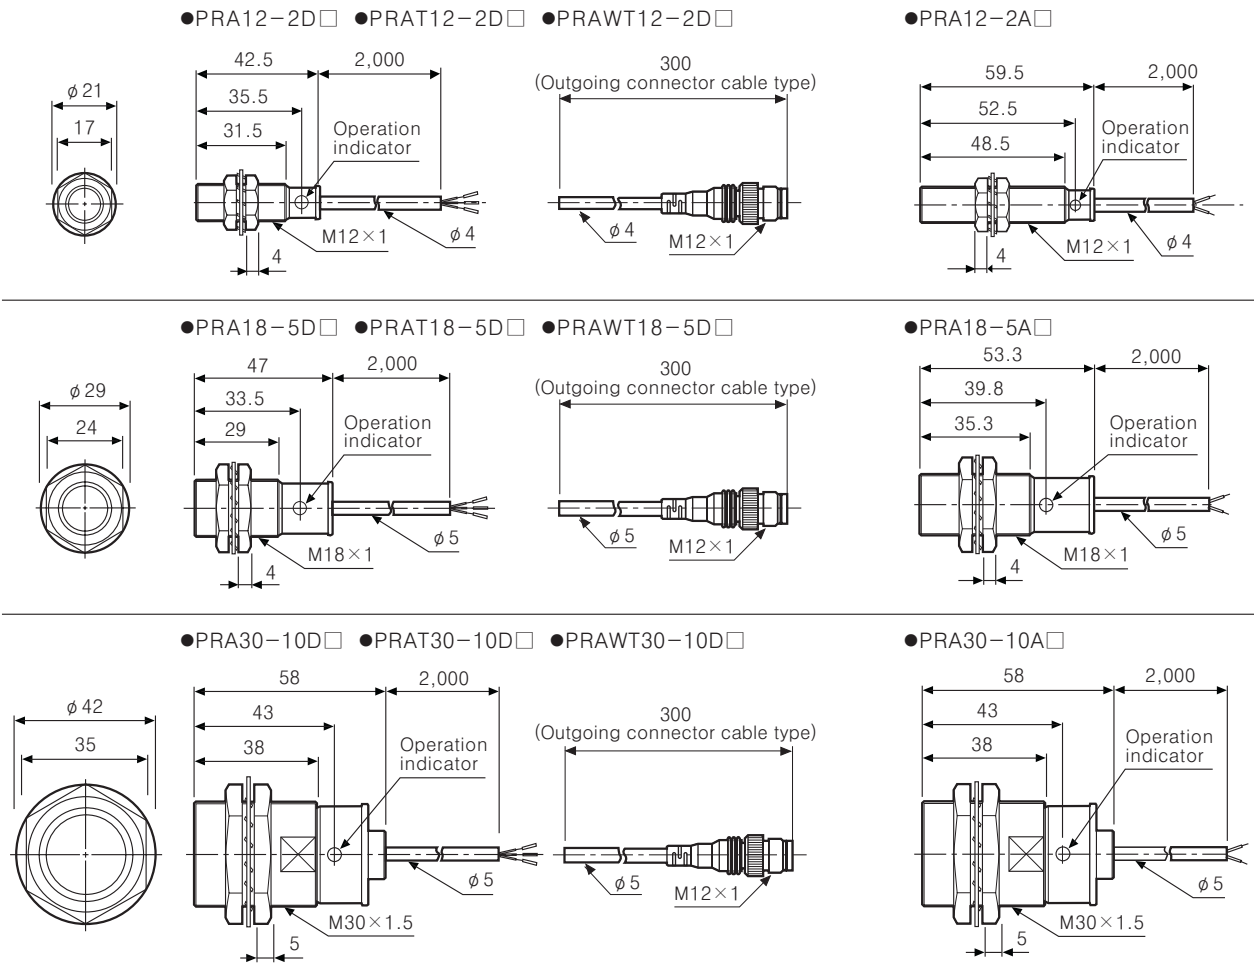 ●PRA12-2D□ ●PRAT12-2D□ ●PRAWT12-2D□ ●PRA12-2A□
φ21
17
42.5 2,000
35.5
31.5
Operation
indicator
M12×1
φ4
4
300
(Outgoing connector cable type)
φ4
M12×1
59.5 2,000
52.5
48.5
Operation
indicator
M12×1
φ4
4
●PRA18-5D□ ●PRAT18-5D□ ●PRAWT18-5D□ ●PRA18-5A□
φ29
24
47 2,000
33.5
29
Operation
indicator
φ5
M18×1
4
300
(Outgoing connector cable type)
φ5
M12×1
53.3 2,000
39.8
35.3
Operation
indicator
M18×1
φ5
4
●PRA30-10D□ ●PRAT30-10D□ ●PRAWT30-10D□ ●PRA30-10A□
φ42
35
58 2,000
43
38
Operation
indicator
φ5
M30×1.5
5
300
(Outgoing connector cable type)
φ5
M12×1
58 2,000
43
38
Operation
indicator
φ5
M30×1.5
5